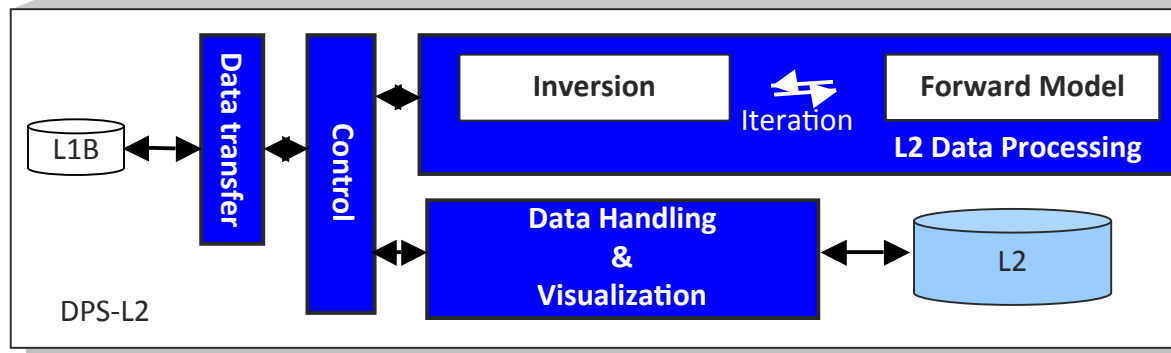 L1B
Data transfer
Control
Inversion
Iteration
Forward Model
L2 Data Processing
Data Handling
&
Visualization
L2
DPS-L2